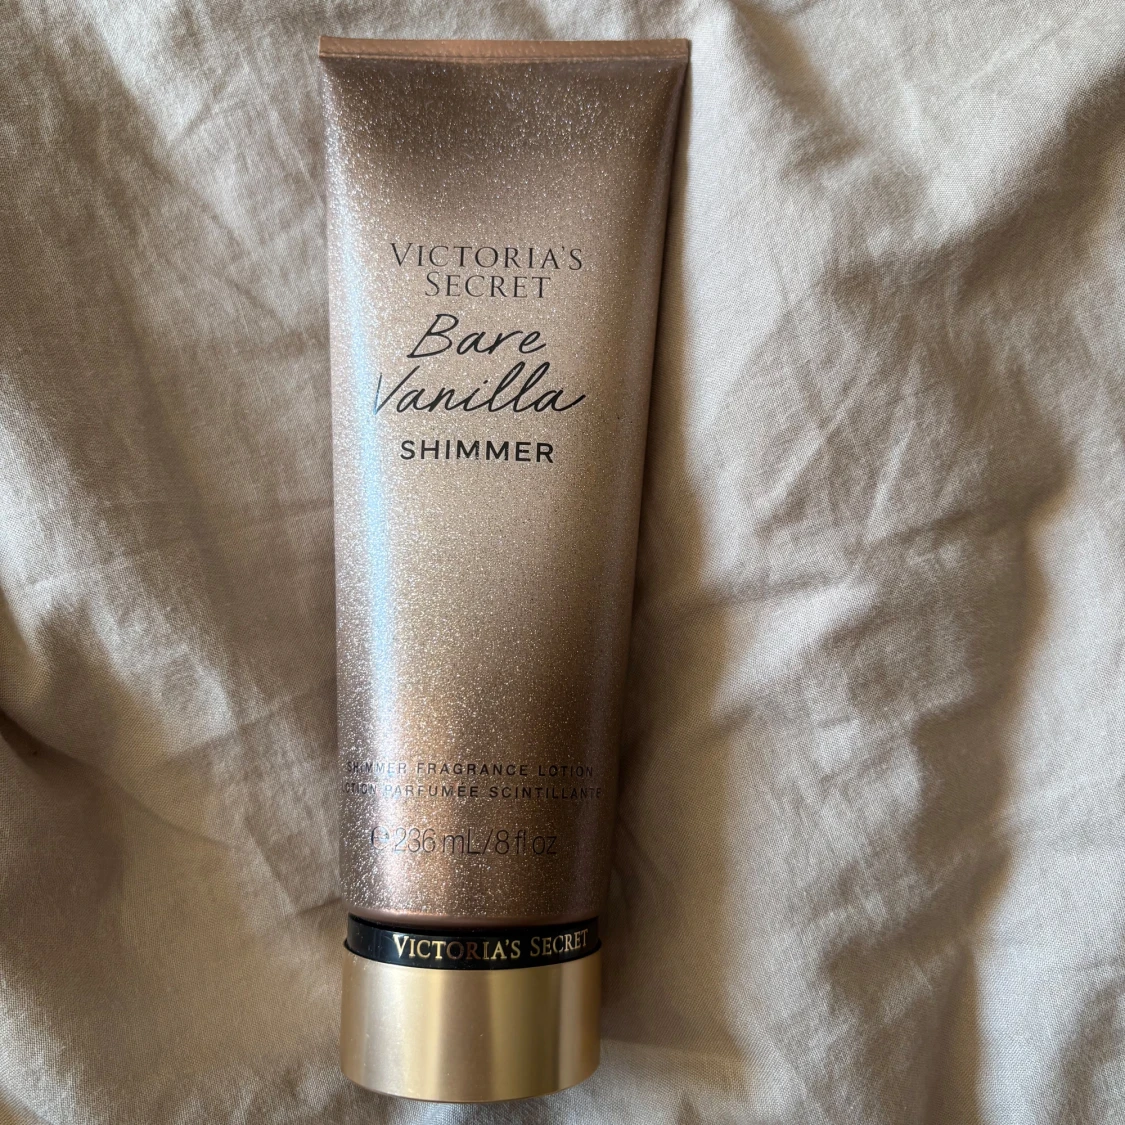 VICTORIA'S
SECRET
Bare
Vanilla
SHIMMER
SHIMMER FRAGRANCE LOTION
LOTION PARFUMÉE SCINTILLANTE
℮ 236 mL/8 fl oz
VICTORIA'S SECRET